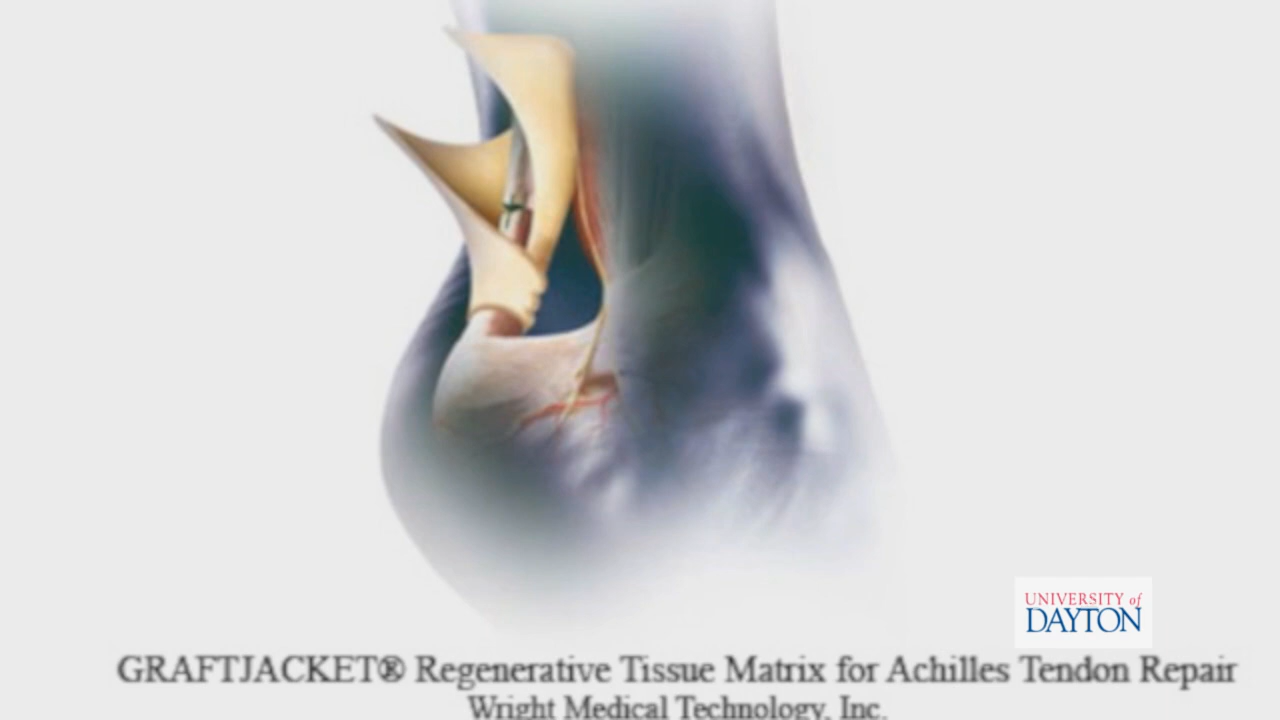 UNIVERSITY of
DAYTON
GRAFTJACKET® Regenerative Tissue Matrix for Achilles Tendon Repair
Wright Medical Technology, Inc.